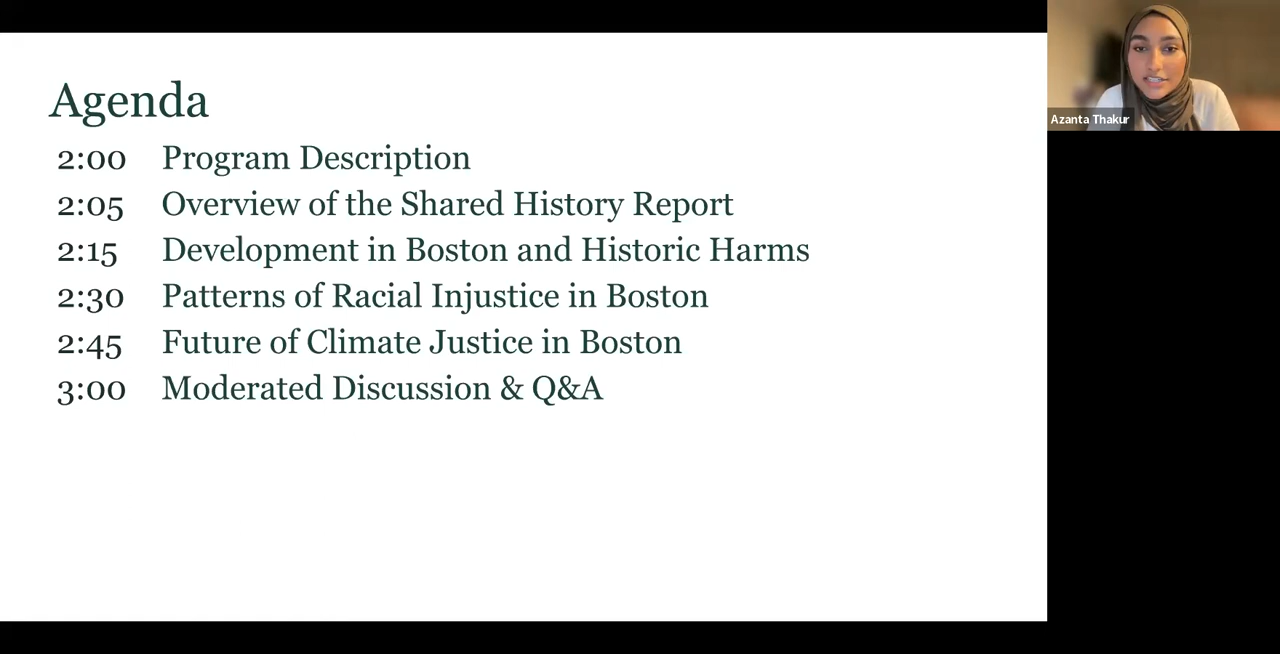 Agenda
2:00 Program Description
2:05 Overview of the Shared History Report
2:15 Development in Boston and Historic Harms
2:30 Patterns of Racial Injustice in Boston
2:45 Future of Climate Justice in Boston
3:00 Moderated Discussion & Q&A
Azanta Thakur